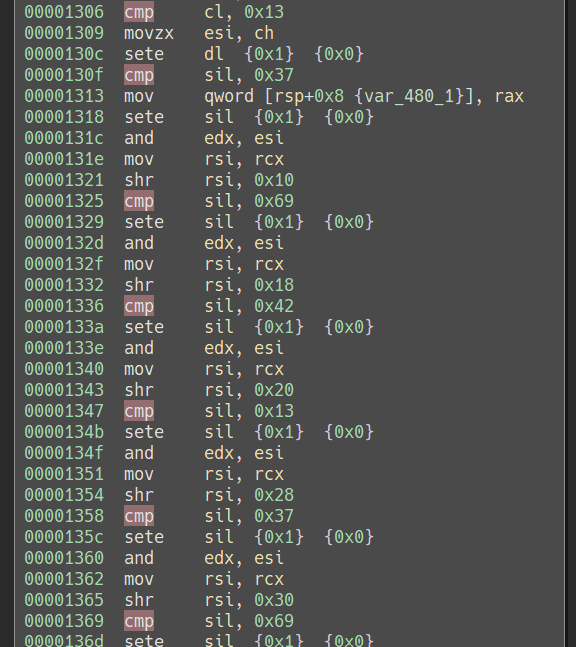 00001306 cmp cl, 0x13
00001309 movzx esi, ch
0000130c sete dl {0x1} {0x0}
0000130f cmp sil, 0x37
00001313 mov qword [rsp+0x8 {var_480_1}], rax
00001318 sete sil {0x1} {0x0}
0000131c and edx, esi
0000131e mov rsi, rcx
00001321 shr rsi, 0x10
00001325 cmp sil, 0x69
00001329 sete sil {0x1} {0x0}
0000132d and edx, esi
0000132f mov rsi, rcx
00001332 shr rsi, 0x18
00001336 cmp sil, 0x42
0000133a sete sil {0x1} {0x0}
0000133e and edx, esi
00001340 mov rsi, rcx
00001343 shr rsi, 0x20
00001347 cmp sil, 0x13
0000134b sete sil {0x1} {0x0}
0000134f and edx, esi
00001351 mov rsi, rcx
00001354 shr rsi, 0x28
00001358 cmp sil, 0x37
0000135c sete sil {0x1} {0x0}
00001360 and edx, esi
00001362 mov rsi, rcx
00001365 shr rsi, 0x30
00001369 cmp sil, 0x69
0000136d sete sil {0x1} {0x0}